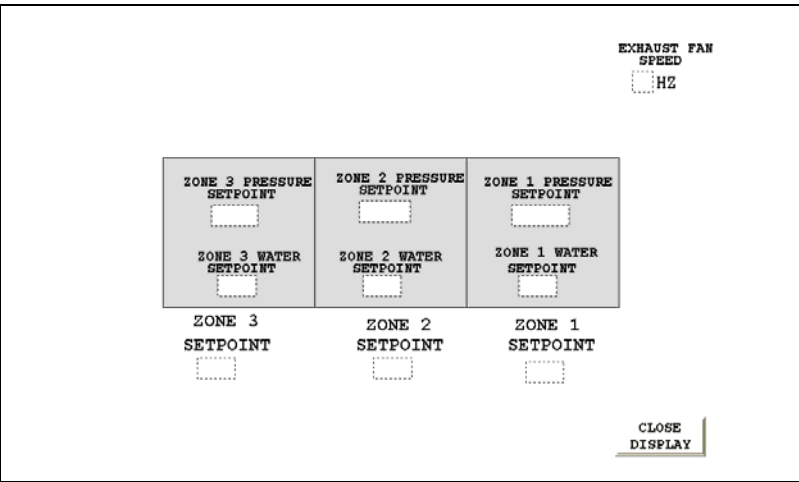 EXHAUST FAN
SPEED
HZ
ZONE 3 PRESSURE
SETPOINT
ZONE 2 PRESSURE
SETPOINT
ZONE 1 PRESSURE
SETPOINT
ZONE 3 WATER
SETPOINT
ZONE 2 WATER
SETPOINT
ZONE 1 WATER
SETPOINT
ZONE 3
SETPOINT
ZONE 2
SETPOINT
ZONE 1
SETPOINT
CLOSE
DISPLAY